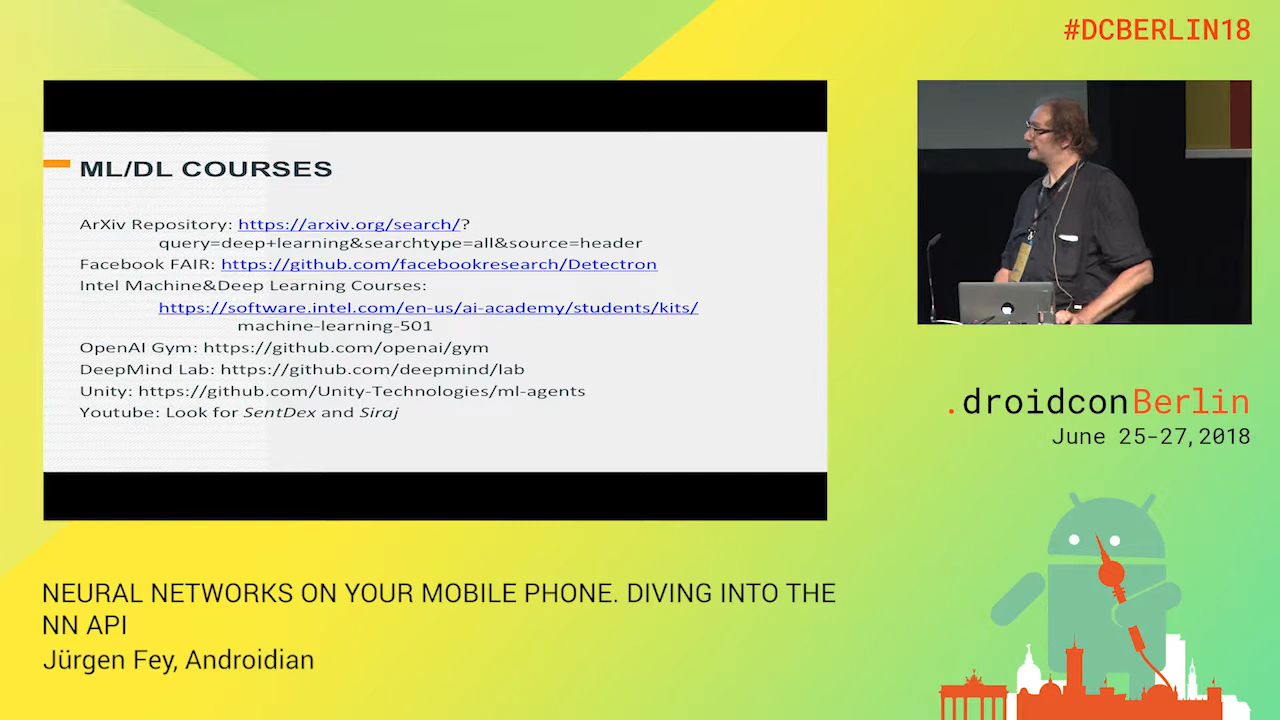 #DCBERLIN18
ML/DL COURSES
ArXiv Repository: https://arxiv.org/search/?
query=deep+learning&searchtype=all&source=header
Facebook FAIR: https://github.com/facebookresearch/Detectron
Intel Machine&Deep Learning Courses:
https://software.intel.com/en-us/ai-academy/students/kits/
machine-learning-501
OpenAI Gym: https://github.com/openai/gym
DeepMind Lab: https://github.com/deepmind/lab
Unity: https://github.com/Unity-Technologies/ml-agents
Youtube: Look for SentDex and Siraj
.droidconBerlin
June 25-27,2018
NEURAL NETWORKS ON YOUR MOBILE PHONE. DIVING INTO THE
NN API
Jürgen Fey, Androidian